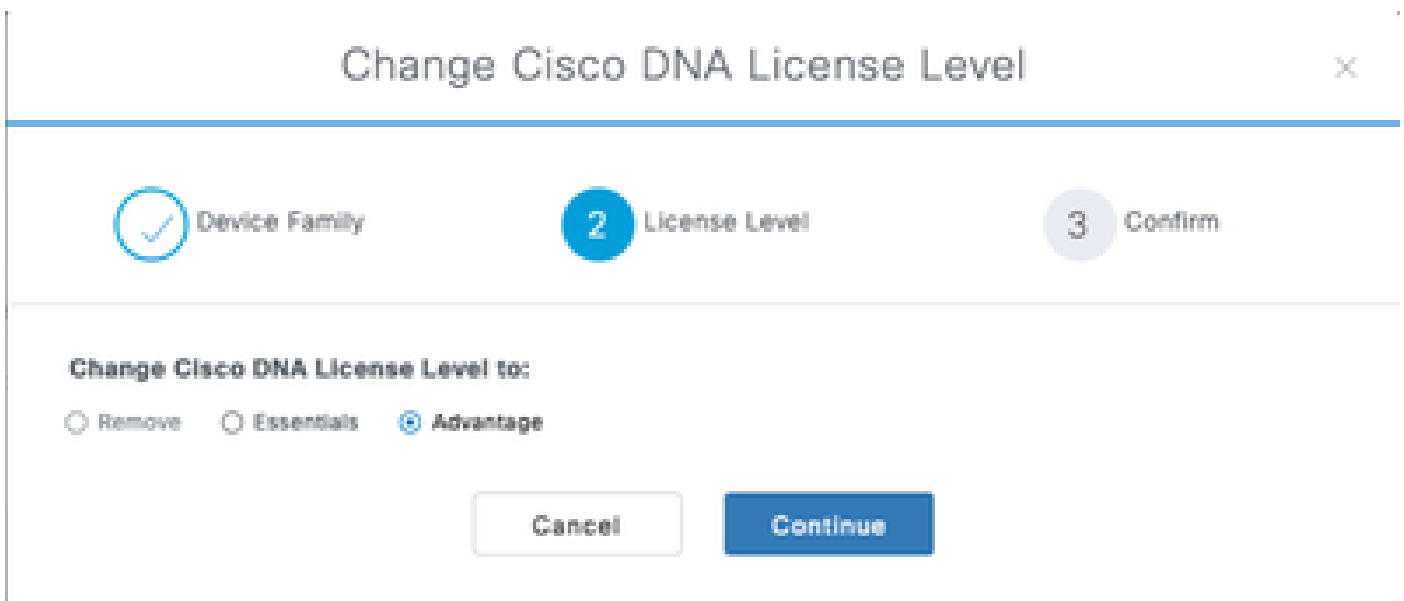 Change Cisco DNA License Level
Device Family 2 License Level 3 Confirm
Change Cisco DNA License Level to:
Remove Essentials Advantage
Cancel Continue